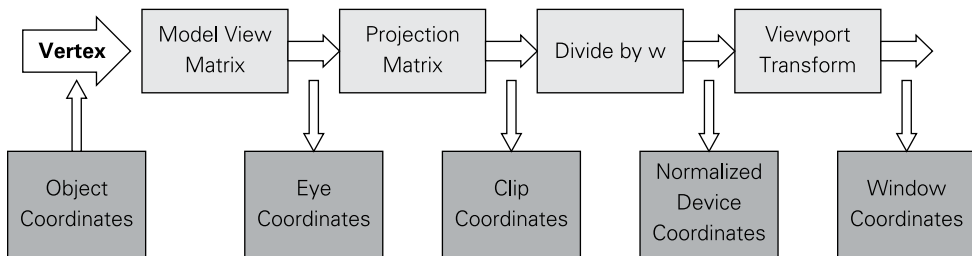 Vertex
Model View
Matrix
Projection
Matrix
Divide by w
Viewport
Transform
Object
Coordinates
Eye
Coordinates
Clip
Coordinates
Normalized
Device
Coordinates
Window
Coordinates